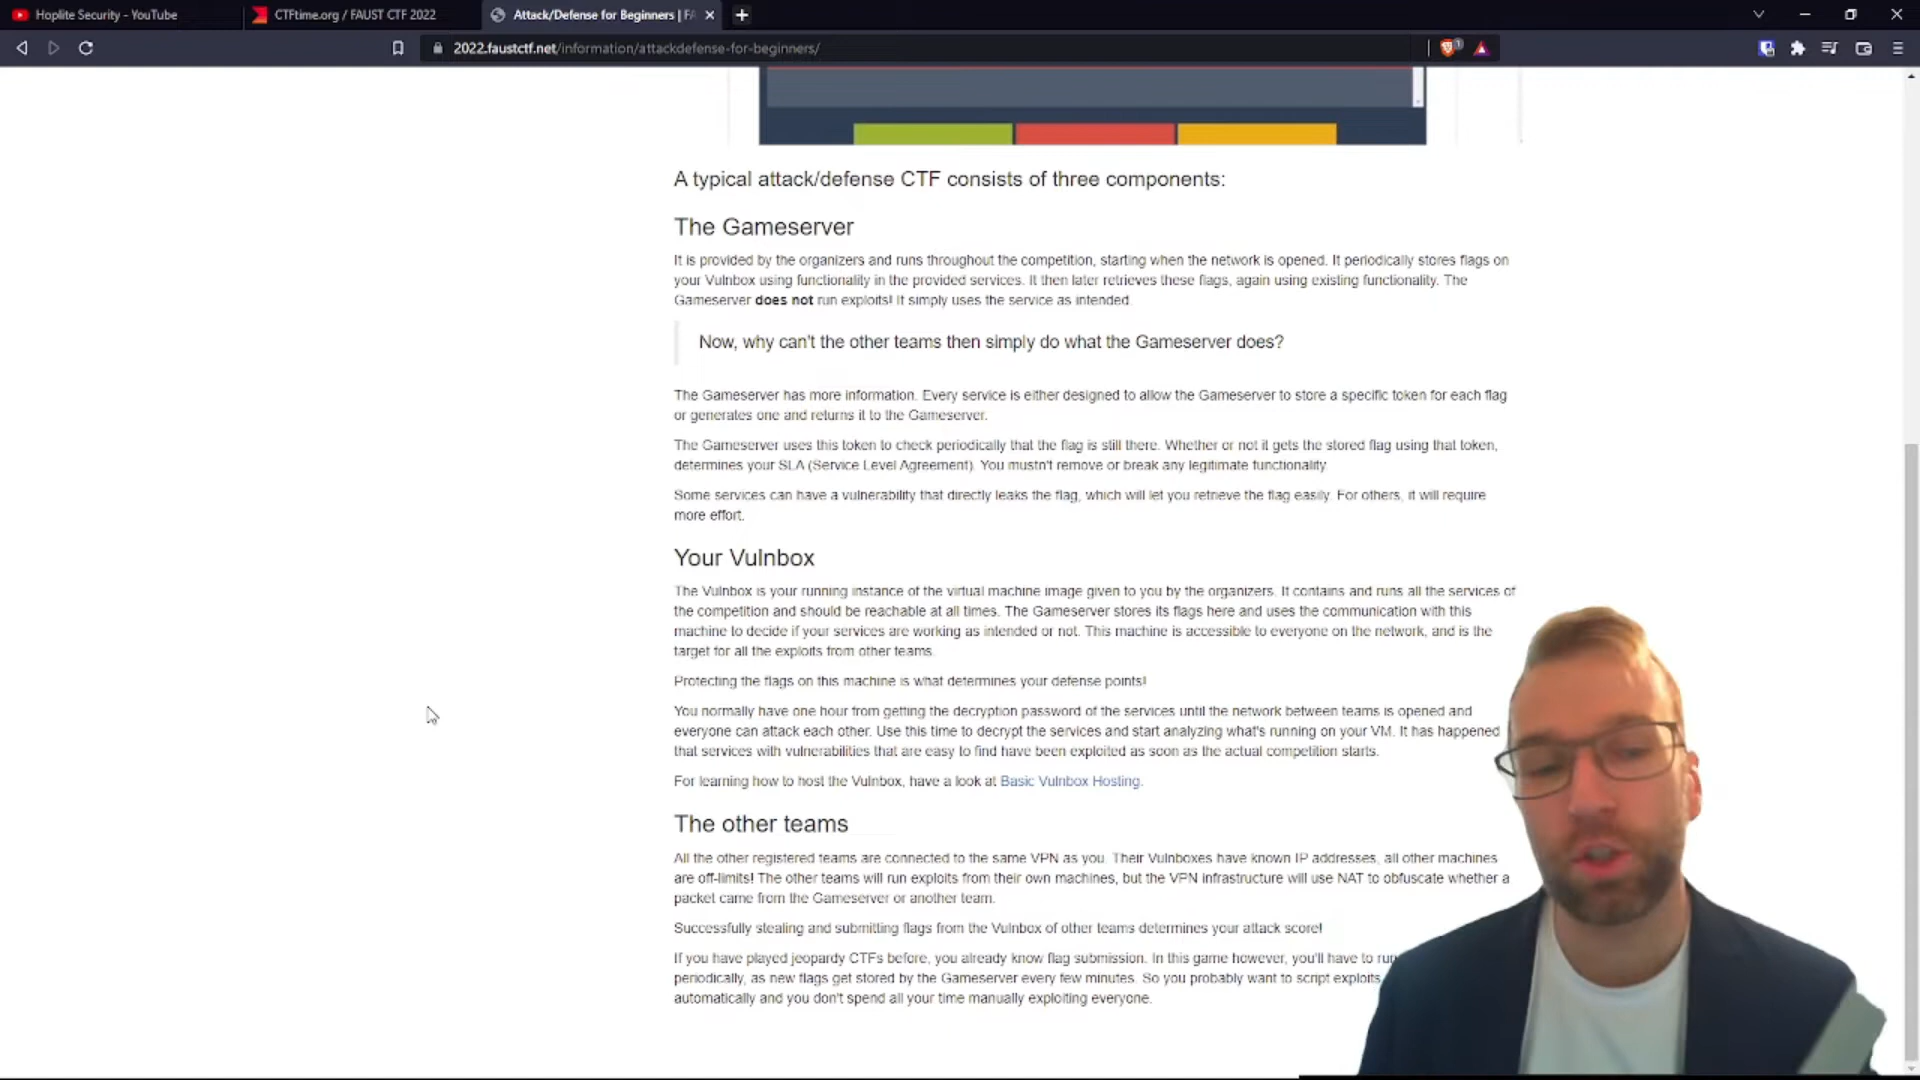 Hoplite Security - YouTube
CTFtime.org / FAUST CTF 2022
Attack/Defense for Beginners | FA
2022.faustctf.net/information/attackdefense-for-beginners/
1
A typical attack/defense CTF consists of three components:
The Gameserver
It is provided by the organizers and runs throughout the competition, starting when the network is opened. It periodically stores flags on
your Vulnbox using functionality in the provided services. It then later retrieves these flags, again using existing functionality. The
Gameserver does not run exploits! It simply uses the service as intended.
Now, why can't the other teams then simply do what the Gameserver does?
The Gameserver has more information. Every service is either designed to allow the Gameserver to store a specific token for each flag
or generates one and returns it to the Gameserver.
The Gameserver uses this token to check periodically that the flag is still there. Whether or not it gets the stored flag using that token,
determines your SLA (Service Level Agreement). You mustn't remove or break any legitimate functionality.
Some services can have a vulnerability that directly leaks the flag, which will let you retrieve the flag easily. For others, it will require
more effort.
Your Vulnbox
The Vulnbox is your running instance of the virtual machine image given to you by the organizers. It contains and runs all the services of
the competition and should be reachable at all times. The Gameserver stores its flags here and uses the communication with this
machine to decide if your services are working as intended or not. This machine is accessible to everyone on the network, and is the
target for all the exploits from other teams.
Protecting the flags on this machine is what determines your defense points!
You normally have one hour from getting the decryption password of the services until the network between teams is opened and
everyone can attack each other. Use this time to decrypt the services and start analyzing what's running on your VM. It has happened
that services with vulnerabilities that are easy to find have been exploited as soon as the actual competition starts.
For learning how to host the Vulnbox, have a look at Basic Vulnbox Hosting.
The other teams
All the other registered teams are connected to the same VPN as you. Their Vulnboxes have known IP addresses, all other machines
are off-limits! The other teams will run exploits from their own machines, but the VPN infrastructure will use NAT to obfuscate whether a
packet came from the Gameserver or another team.
Successfully stealing and submitting flags from the Vulnbox of other teams determines your attack score!
If you have played jeopardy CTFs before, you already know flag submission. In this game however, you'll have to run
periodically, as new flags get stored by the Gameserver every few minutes. So you probably want to script exploits
automatically and you don't spend all your time manually exploiting everyone.